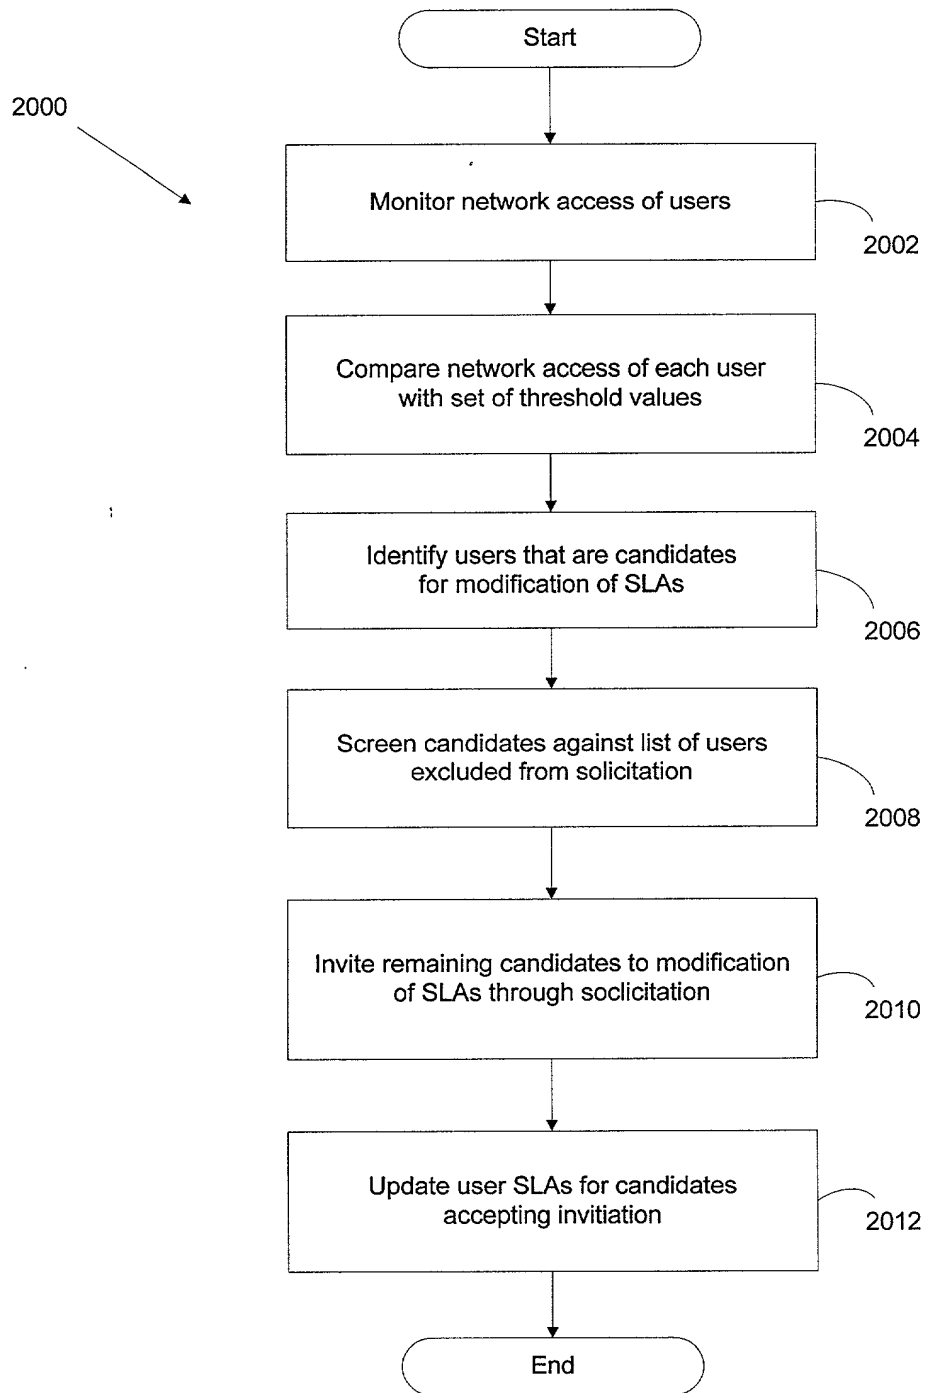 Start
2000
Monitor network access of users
2002
Compare network access of each user
with set of threshold values
2004
Identify users that are candidates
for modification of SLAs
2006
Screen candidates against list of users
excluded from solicitation
2008
Invite remaining candidates to modification
of SLAs through soclicitation
2010
Update user SLAs for candidates
accepting invitiation
2012
End